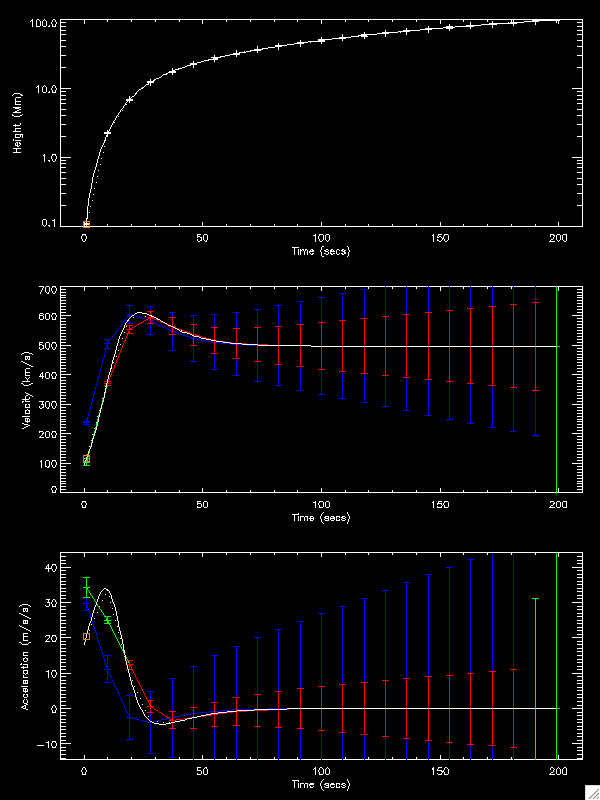 100.0
10.0
1.0
0.1
Height (Mm)
0 50 100 150 200
Time (secs)
700
600
500
400
300
200
100
0
Velocity (km/s)
0 50 100 150 200
Time (secs)
40
30
20
10
0
−10
Acceleration (m/s/s)
0 50 100 150 200
Time (secs)